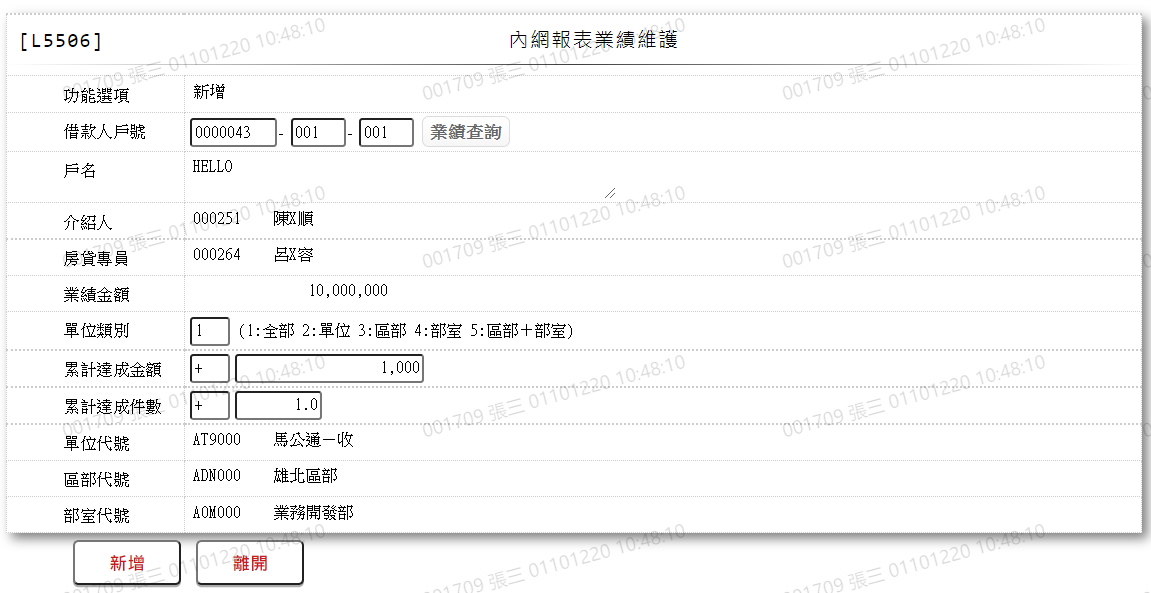 [L5506] 內網報表業績維護
功能選項 新增
借款人戶號 0000043 - 001 - 001 業績查詢
戶名 HELLO
介紹人 000251 陳X順
房貸專員 000264 呂X容
業績金額 10,000,000
單位類別 1 (1:全部 2:單位 3:區部 4:部室 5:區部+部室)
累計達成金額 + 1,000
累計達成件數 + 1.0
單位代號 AT9000 馬公通一收
區部代號 ADN000 雄北區部
部室代號 AOM000 業務開發部
新增 離開
001709 張三 01101220 10:48:10